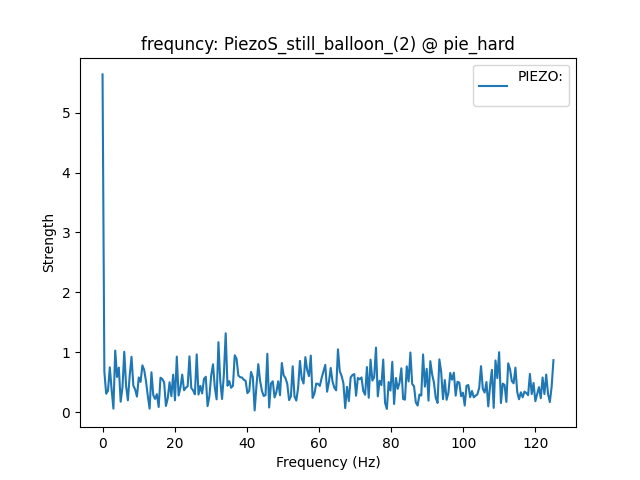 frequncy: PiezoS_still_balloon_(2) @ pie_hard
PIEZO:
Strength
5
4
3
2
1
0
0 20 40 60 80 100 120
Frequency (Hz)